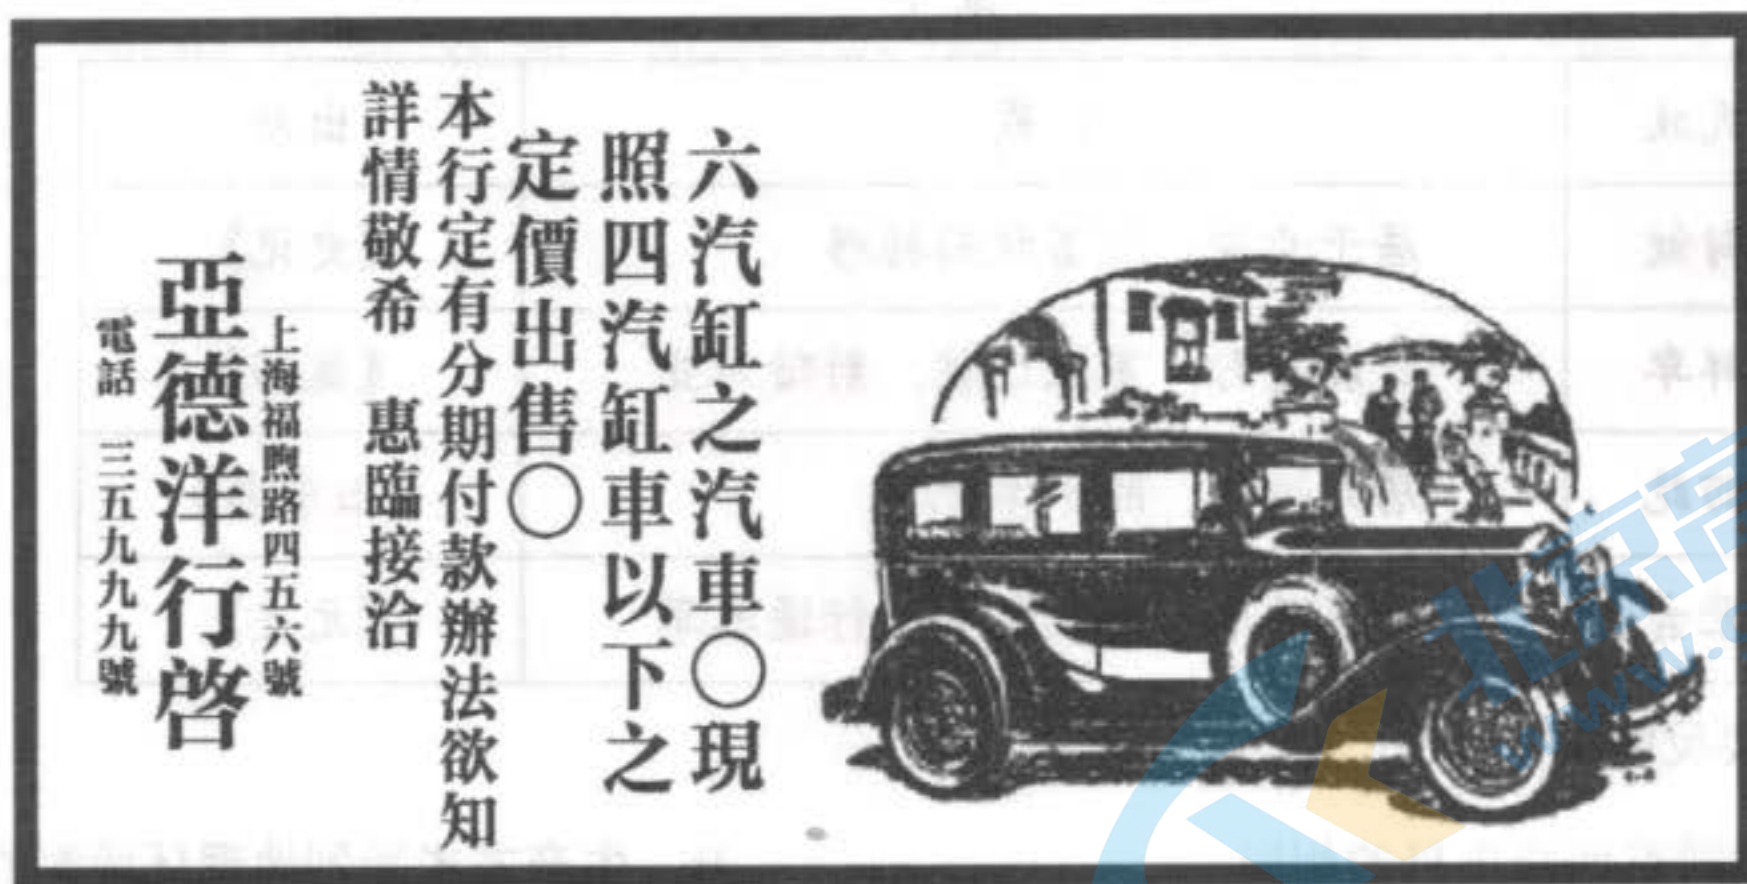 六汽缸之汽車○現
照四汽缸車以下之
定價出售○
本行定有分期付款辦法欲知
詳情敬希 惠臨接洽
上海福煦路四五六號
亞德洋行啓
電話 三五九九九號